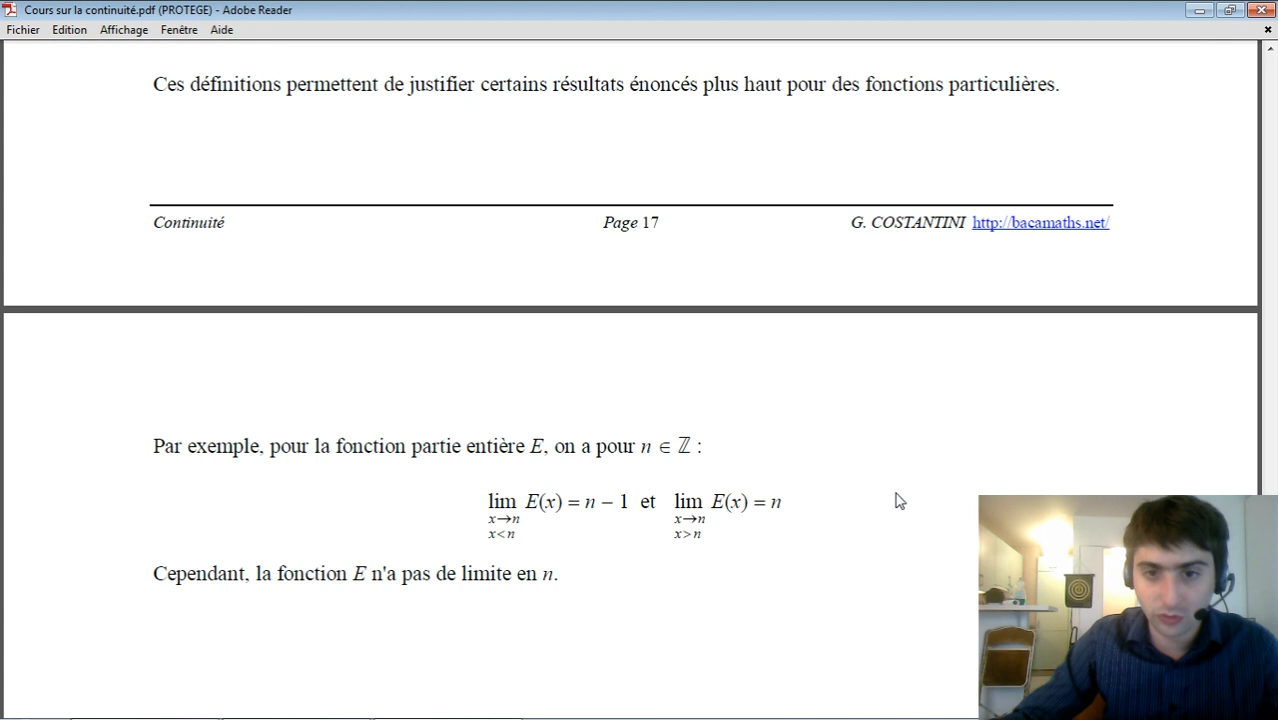 Cours sur la continuité.pdf (PROTEGE) - Adobe Reader
Fichier Edition Affichage Fenêtre Aide
Ces définitions permettent de justifier certains résultats énoncés plus haut pour des fonctions particulières.
Continuité Page 17 G. COSTANTINI http://bacamaths.net/
Par exemple, pour la fonction partie entière E, on a pour n ∈ ℤ :
lim E(x) = n − 1 et lim E(x) = n
x→n x→n
x<n x>n
Cependant, la fonction E n'a pas de limite en n.